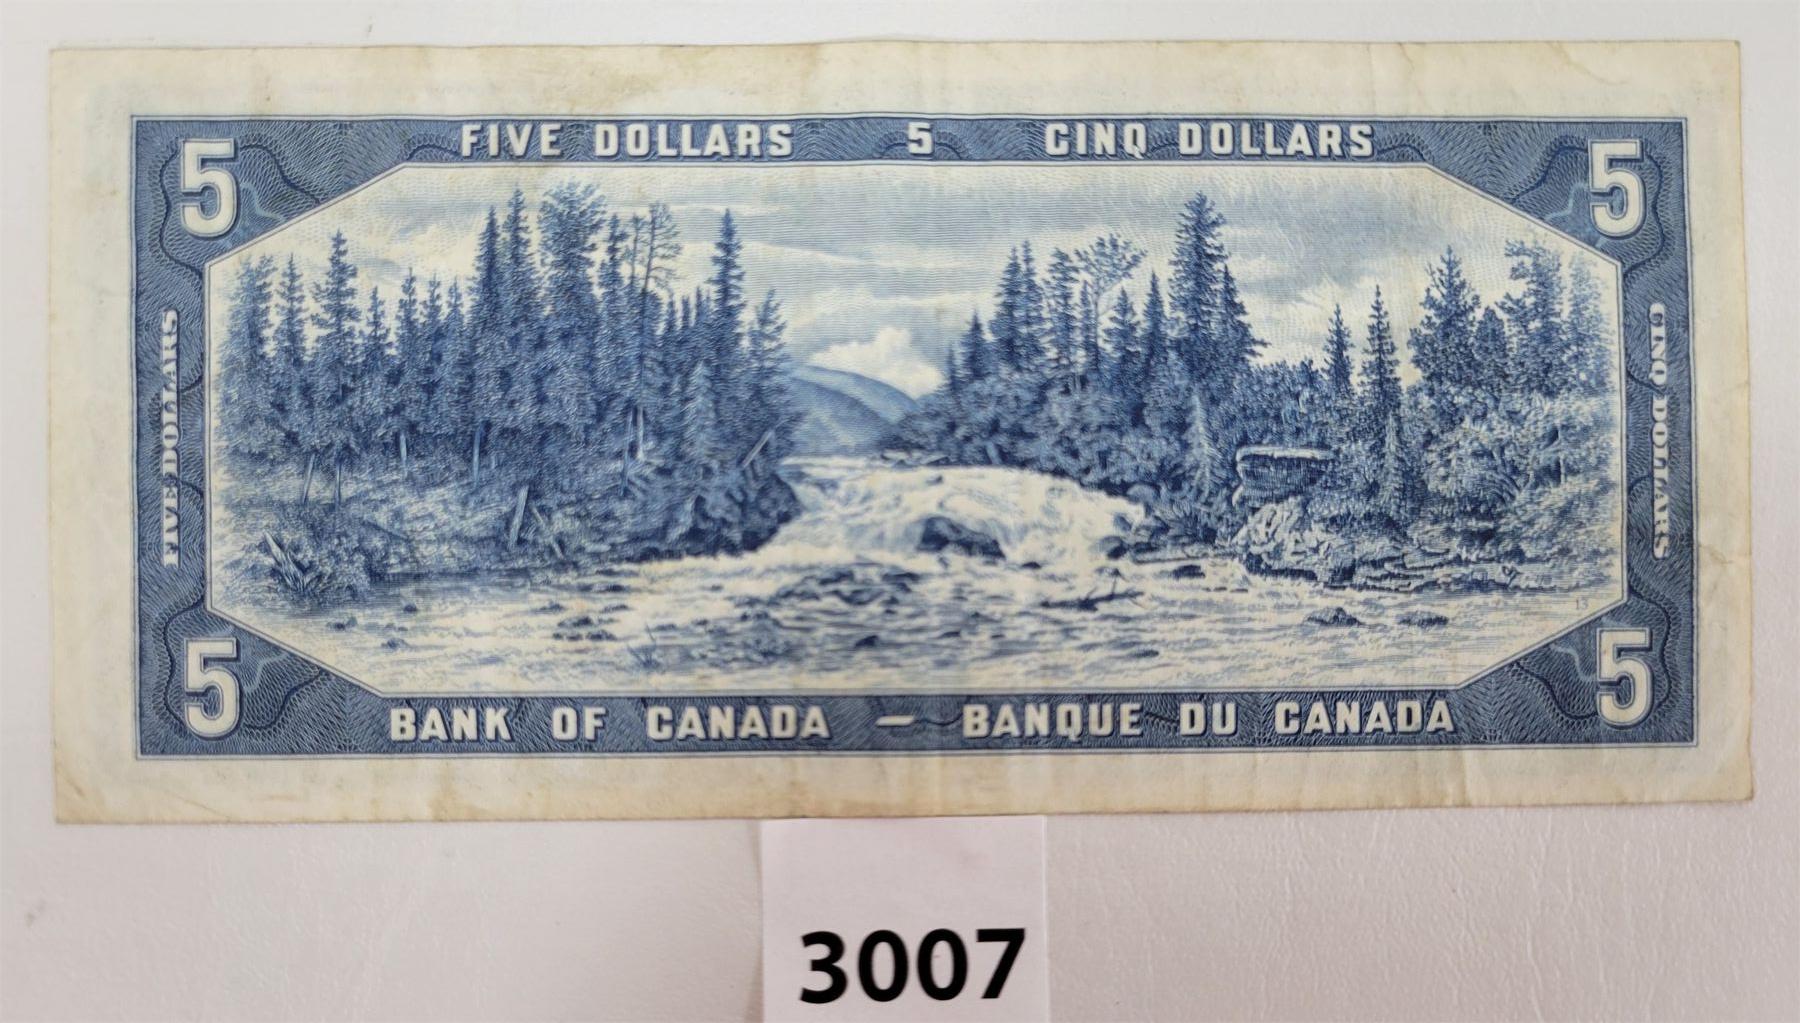 FIVE DOLLARS 5 CINQ DOLLARS
5 5
FIVE DOLLARS
CINQ DOLLARS
13
5 5
BANK OF CANADA — BANQUE DU CANADA
3007